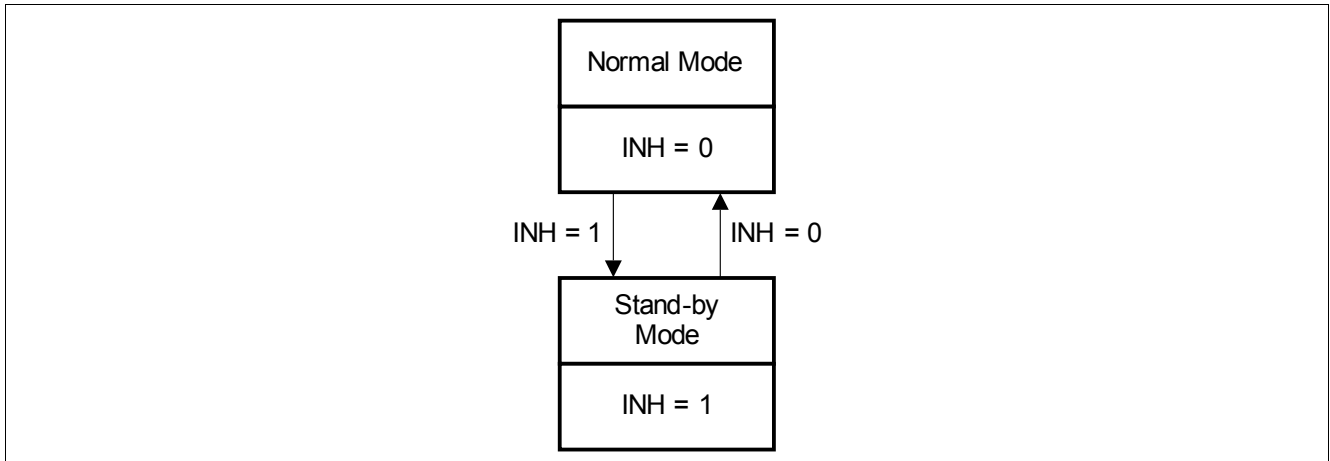 Normal Mode
INH = 0
INH = 1
INH = 0
Stand-by
Mode
INH = 1